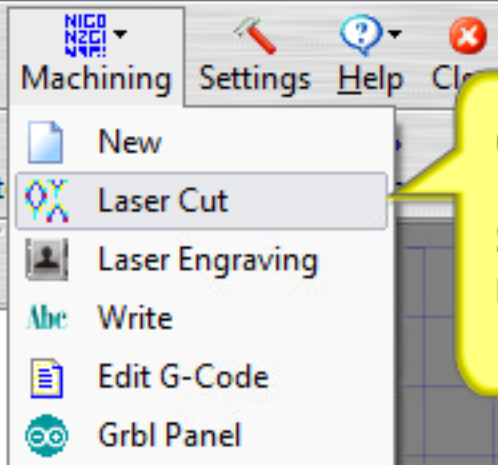 Machining Settings Help
New
Laser Cut
Laser Engraving
Abc Write
Edit G-Code
Grbl Panel